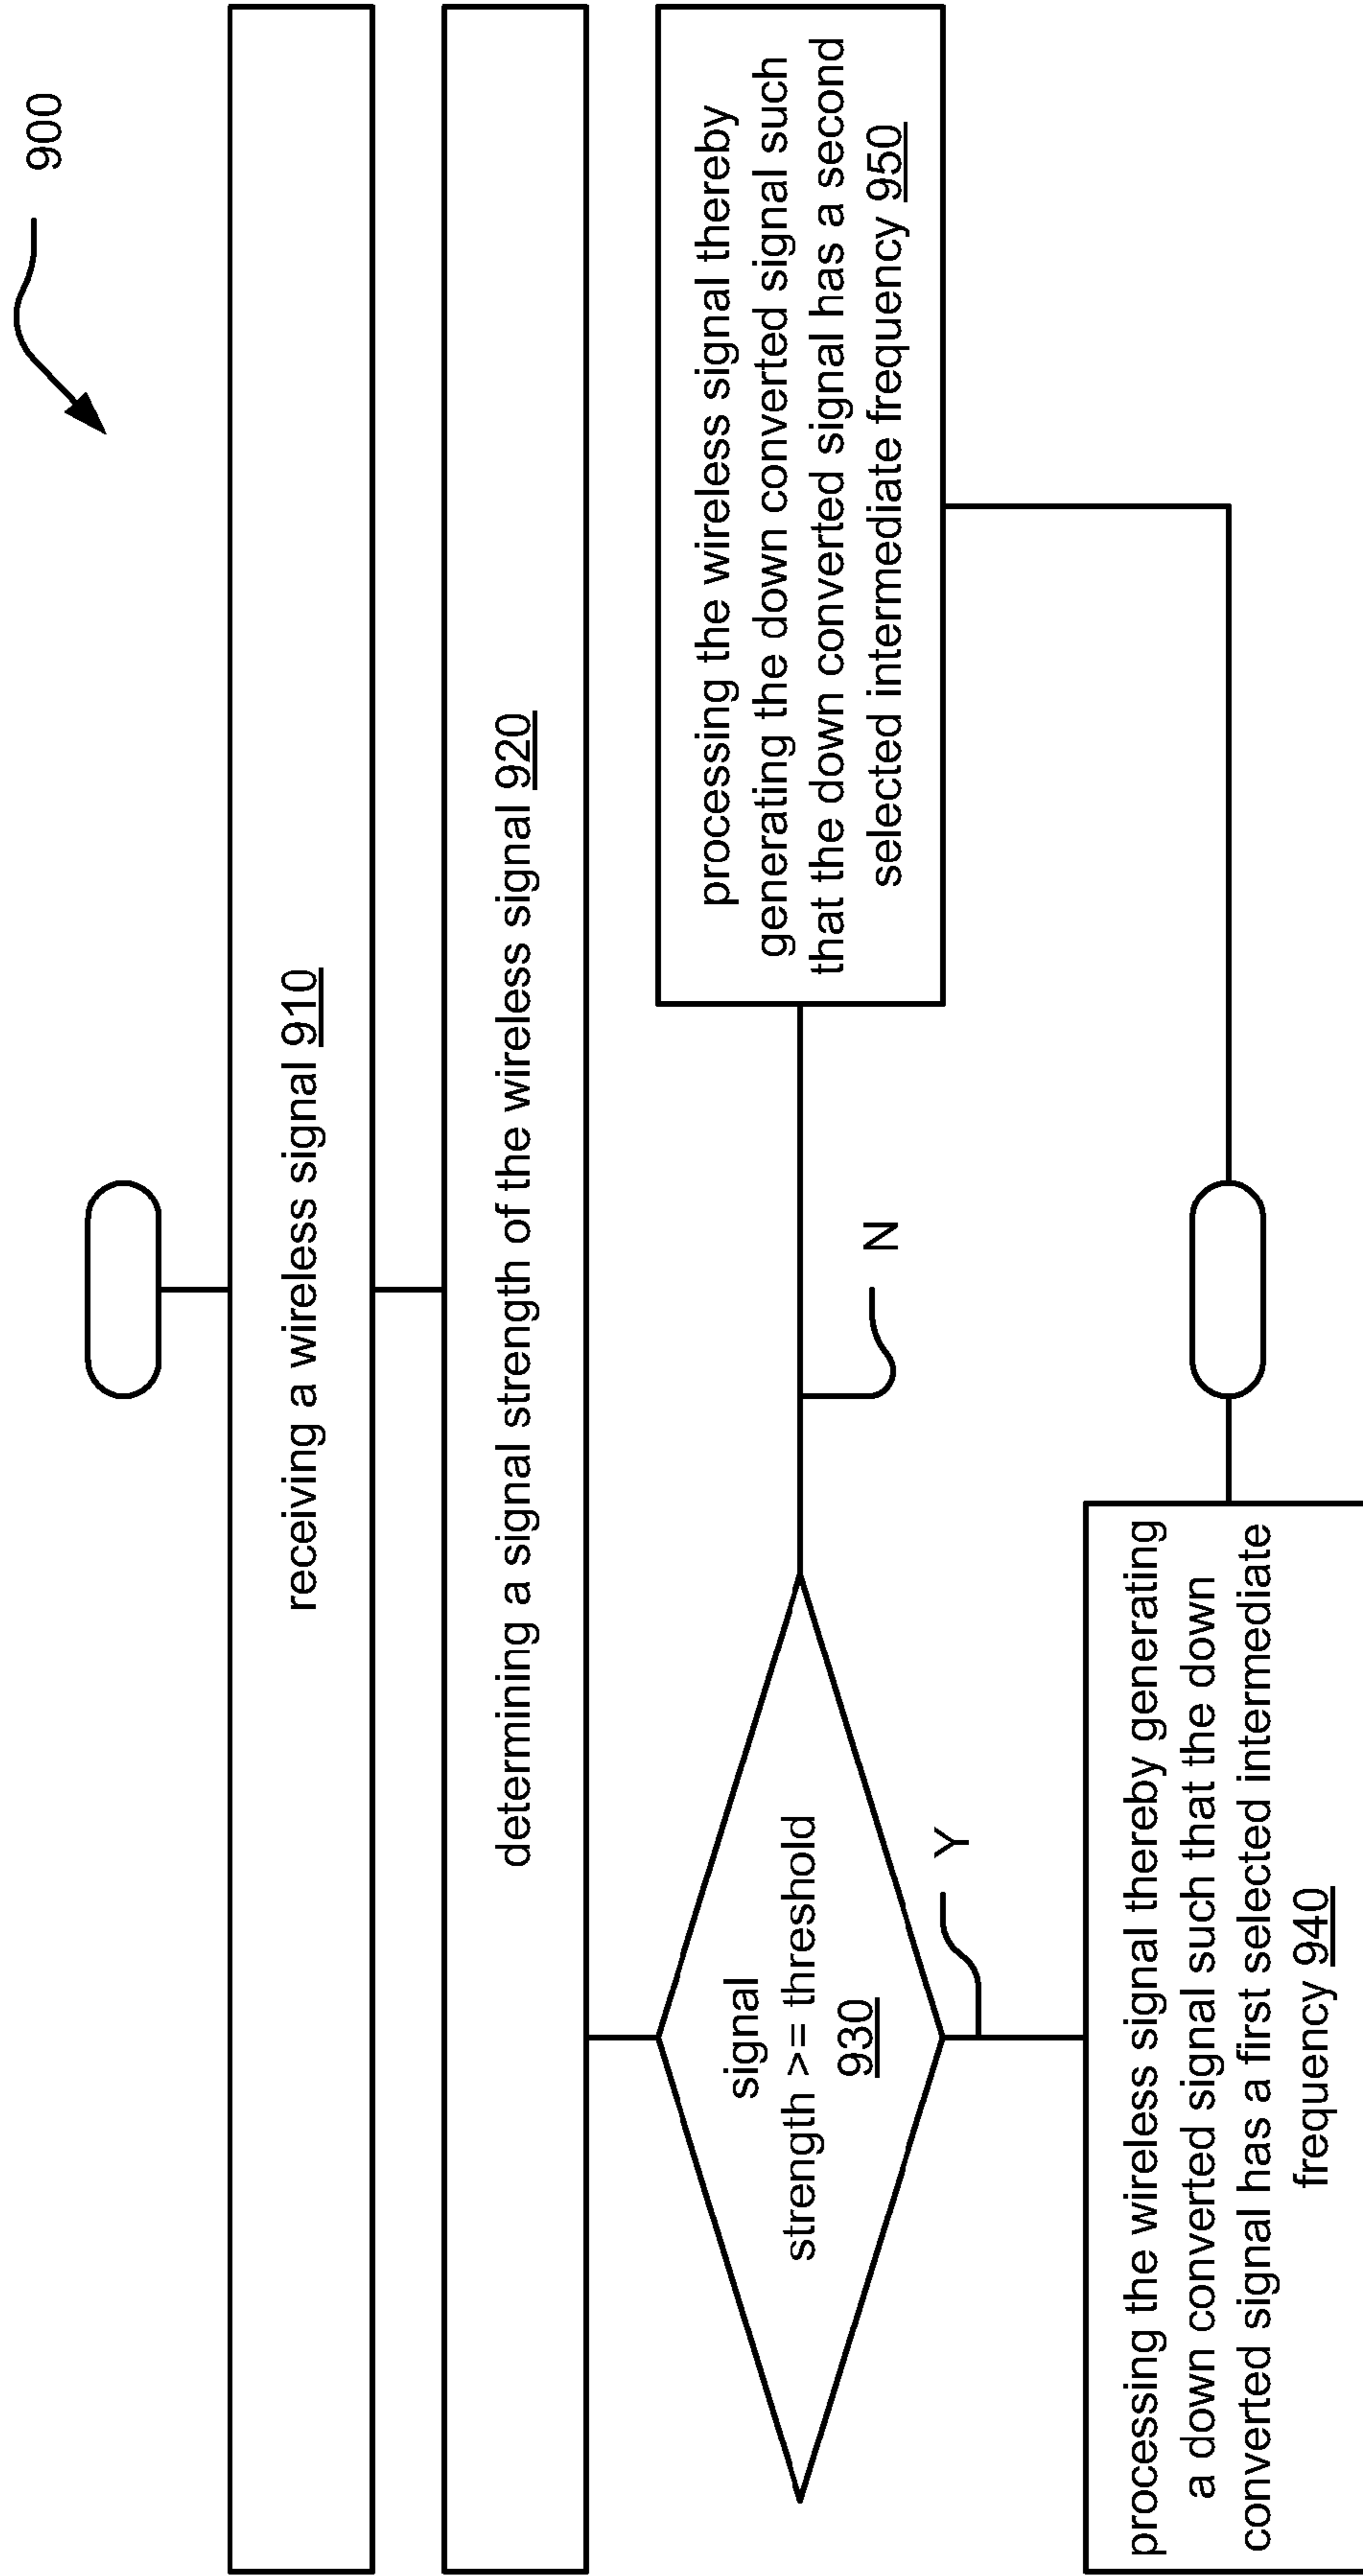 900
receiving a wireless signal 910
determining a signal strength of the wireless signal 920
signal
strength >= threshold
930
N
Y
processing the wireless signal thereby
generating the down converted signal such
that the down converted signal has a second
selected intermediate frequency 950
processing the wireless signal thereby generating
a down converted signal such that the down
converted signal has a first selected intermediate
frequency 940